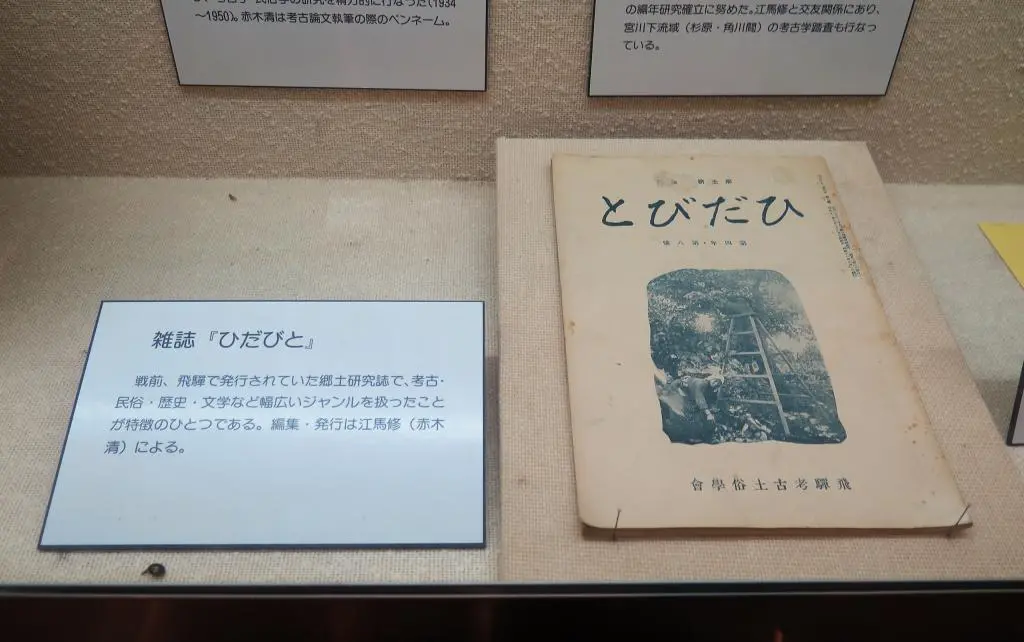 ～1950)。赤木清は考古論文執筆の際のペンネーム。
の編年研究確立に努めた。江馬修と交友関係にあり、
宮川下流域（杉原・角川間）の考古学踏査も行なっ
ている。
雑誌『ひだびと』
戦前、飛驒で発行されていた郷土研究誌で、考古・
民俗・歴史・文学など幅広いジャンルを扱ったこと
が特徴のひとつである。編集・発行は江馬修（赤木
清）による。
とびだひ
號八第・年四第
會學俗土古考驒飛